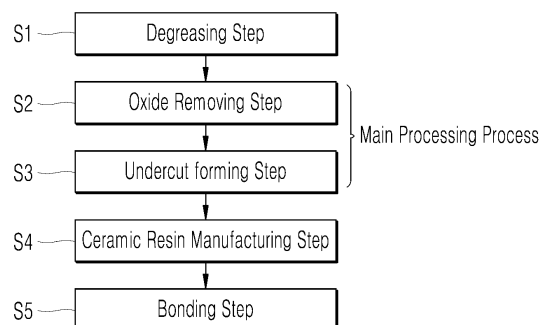 S1 Degreasing Step
S2 Oxide Removing Step
Main Processing Process
S3 Undercut forming Step
S4 Ceramic Resin Manufacturing Step
S5 Bonding Step